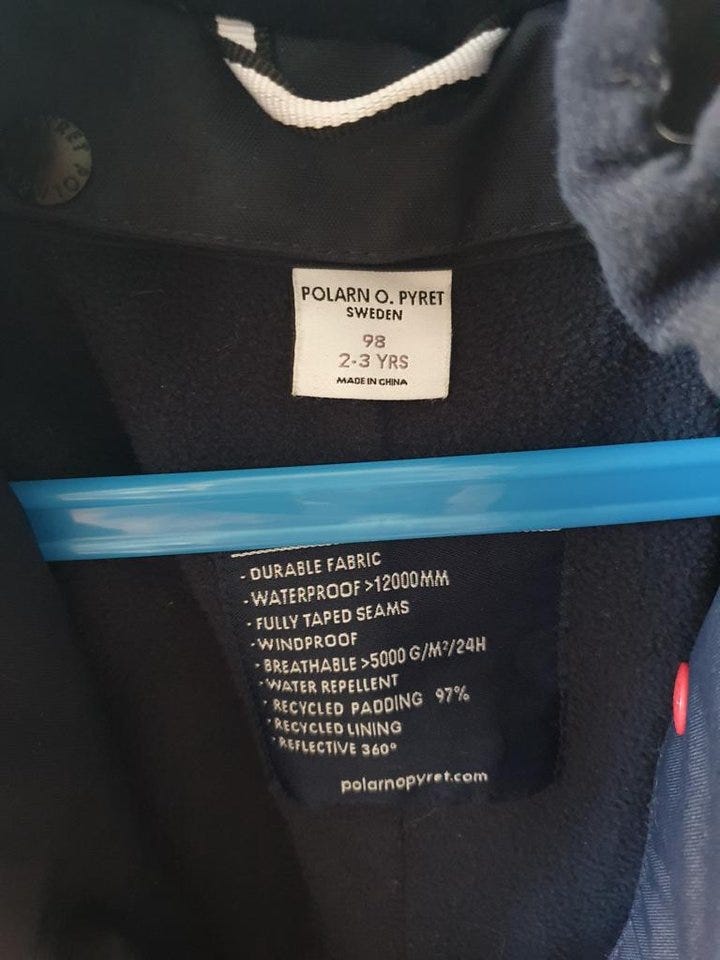 POLARN O. PYRET
SWEDEN
98
2-3 YRS
MADE IN CHINA
- DURABLE FABRIC
- WATERPROOF >12000MM
- FULLY TAPED SEAMS
- WINDPROOF
- BREATHABLE >5000 G/M²/24H
- WATER REPELLENT
- RECYCLED PADDING 97%
- RECYCLED LINING
- REFLECTIVE 360°
polarnopyret.com